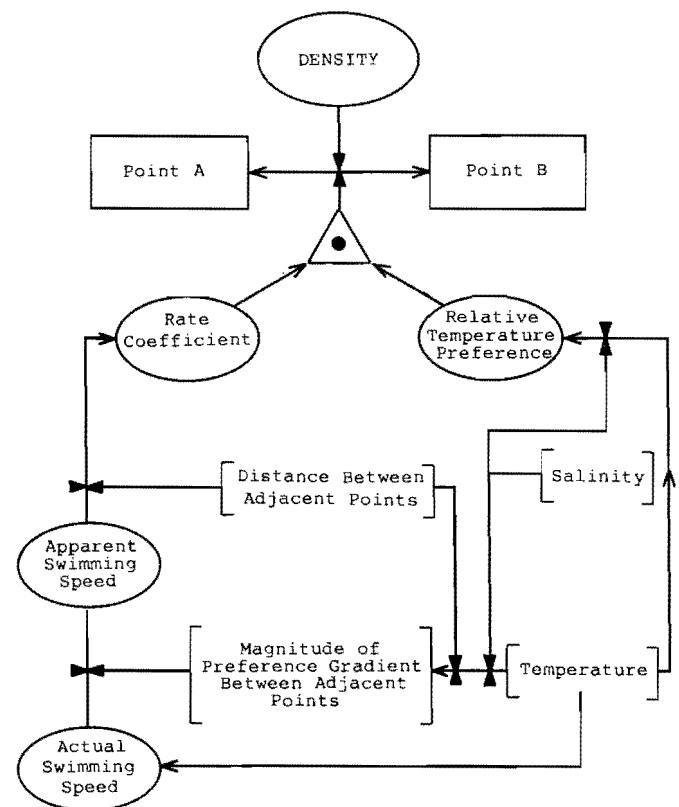 DENSITY
Point A
Point B
Rate
Coefficient
Relative
Temperature
Preference
Distance Between
Adjacent Points
Salinity
Apparent
Swimming
Speed
Magnitude of
Preference Gradient
Between Adjacent
Points
Temperature
Actual
Swimming
Speed